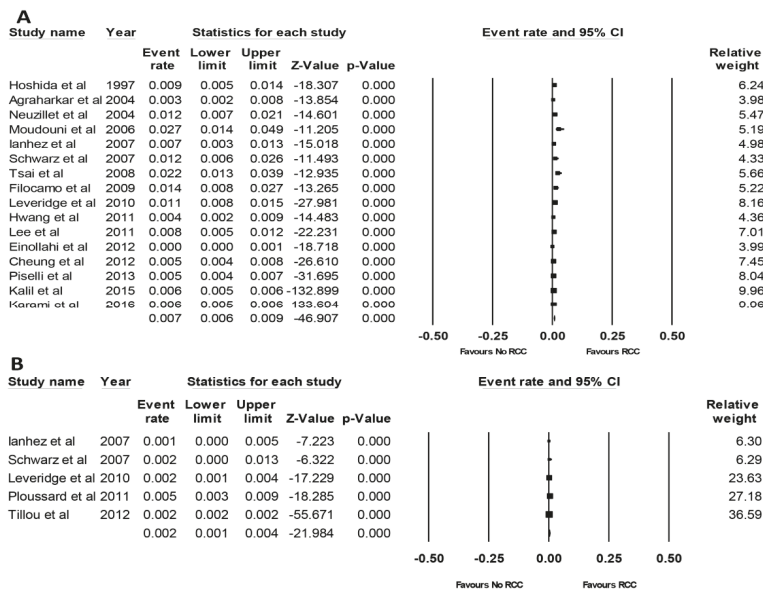 A
Study name Year Statistics for each study Event rate and 95% CI
Event Lower Upper Relative
rate limit limit Z-Value p-Value weight
Hoshida et al 1997 0.009 0.005 0.014 -18.307 0.000 6.24
Agraharkar et al 2004 0.003 0.002 0.008 -13.854 0.000 3.98
Neuzillet et al 2004 0.012 0.007 0.021 -14.601 0.000 5.47
Moudouni et al 2006 0.027 0.014 0.049 -11.205 0.000 5.19
Ianhez et al 2007 0.007 0.003 0.013 -15.018 0.000 4.98
Schwarz et al 2007 0.012 0.006 0.026 -11.493 0.000 4.33
Tsai et al 2008 0.022 0.013 0.039 -12.935 0.000 5.66
Filocamo et al 2009 0.014 0.008 0.027 -13.265 0.000 5.22
Leveridge et al 2010 0.011 0.008 0.015 -27.981 0.000 8.16
Hwang et al 2011 0.004 0.002 0.009 -14.483 0.000 4.36
Lee et al 2011 0.008 0.005 0.012 -22.231 0.000 7.01
Einollahi et al 2012 0.000 0.000 0.001 -18.718 0.000 3.99
Cheung et al 2012 0.005 0.004 0.008 -26.610 0.000 7.45
Piselli et al 2013 0.005 0.004 0.007 -31.695 0.000 8.04
Kalil et al 2015 0.006 0.005 0.006 -132.899 0.000 9.96
Karami et al 2016 0.006 0.005 0.006 0.000
0.007 0.006 0.009 -46.907 0.000
-0.50 -0.25 0.00 0.25 0.50
Favours No RCC Favours RCC
B
Study name Year Statistics for each study Event rate and 95% CI
Event Lower Upper Relative
rate limit limit Z-Value p-Value weight
Ianhez et al 2007 0.001 0.000 0.005 -7.223 0.000 6.30
Schwarz et al 2007 0.002 0.000 0.013 -6.322 0.000 6.29
Leveridge et al 2010 0.002 0.001 0.004 -17.229 0.000 23.63
Ploussard et al 2011 0.005 0.003 0.009 -18.285 0.000 27.18
Tillou et al 2012 0.002 0.002 0.002 -55.671 0.000 36.59
0.002 0.001 0.004 -21.984 0.000
-0.50 -0.25 0.00 0.25 0.50
Favours No RCC Favours RCC